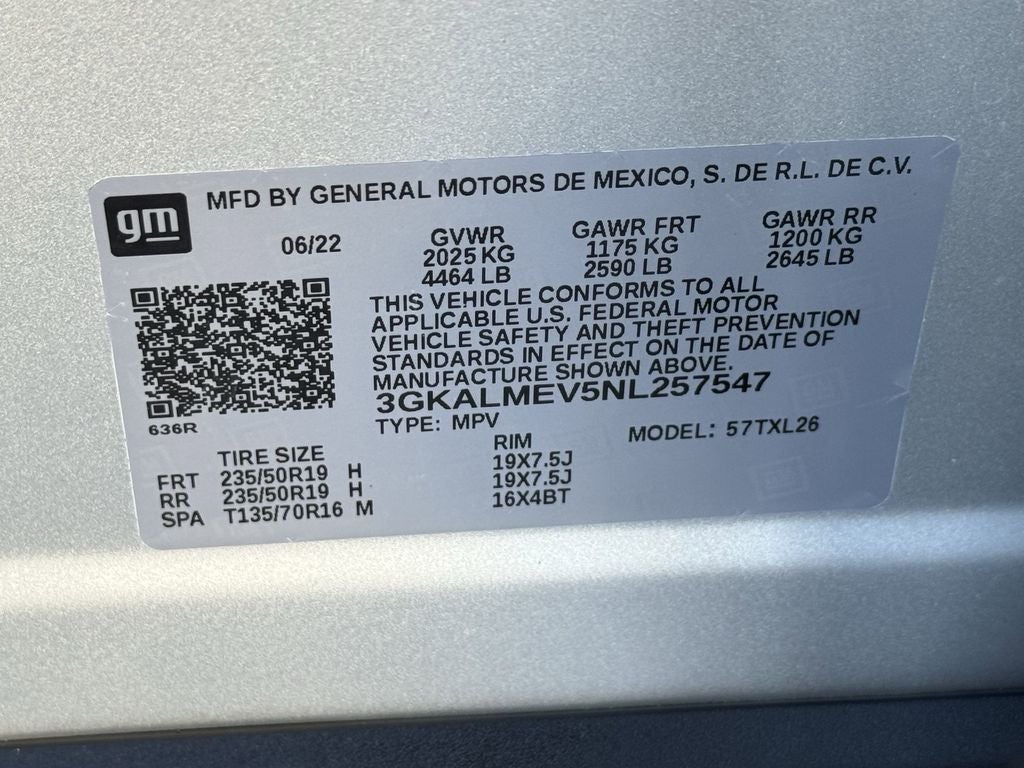 gm
MFD BY GENERAL MOTORS DE MEXICO, S. DE R.L. DE C.V.
06/22 GVWR GAWR FRT GAWR RR
2025 KG 1175 KG 1200 KG
4464 LB 2590 LB 2645 LB
THIS VEHICLE CONFORMS TO ALL
APPLICABLE U.S. FEDERAL MOTOR
VEHICLE SAFETY AND THEFT PREVENTION
STANDARDS IN EFFECT ON THE DATE OF
MANUFACTURE SHOWN ABOVE.
3GKALMEV5NL257547
636R
TYPE: MPV MODEL: 57TXL26
TIRE SIZE RIM
FRT 235/50R19 H 19X7.5J
RR 235/50R19 H 19X7.5J
SPA T135/70R16 M 16X4BT